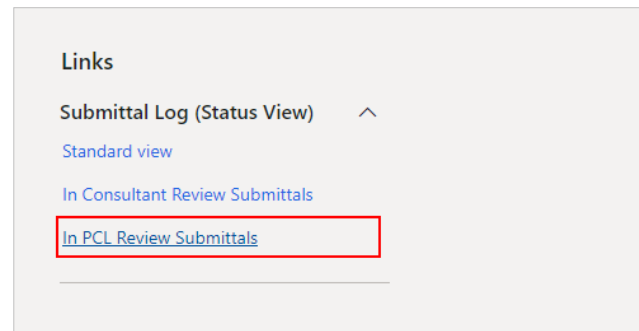 Links
Submittal Log (Status View)
Standard view
In Consultant Review Submittals
In PCL Review Submittals